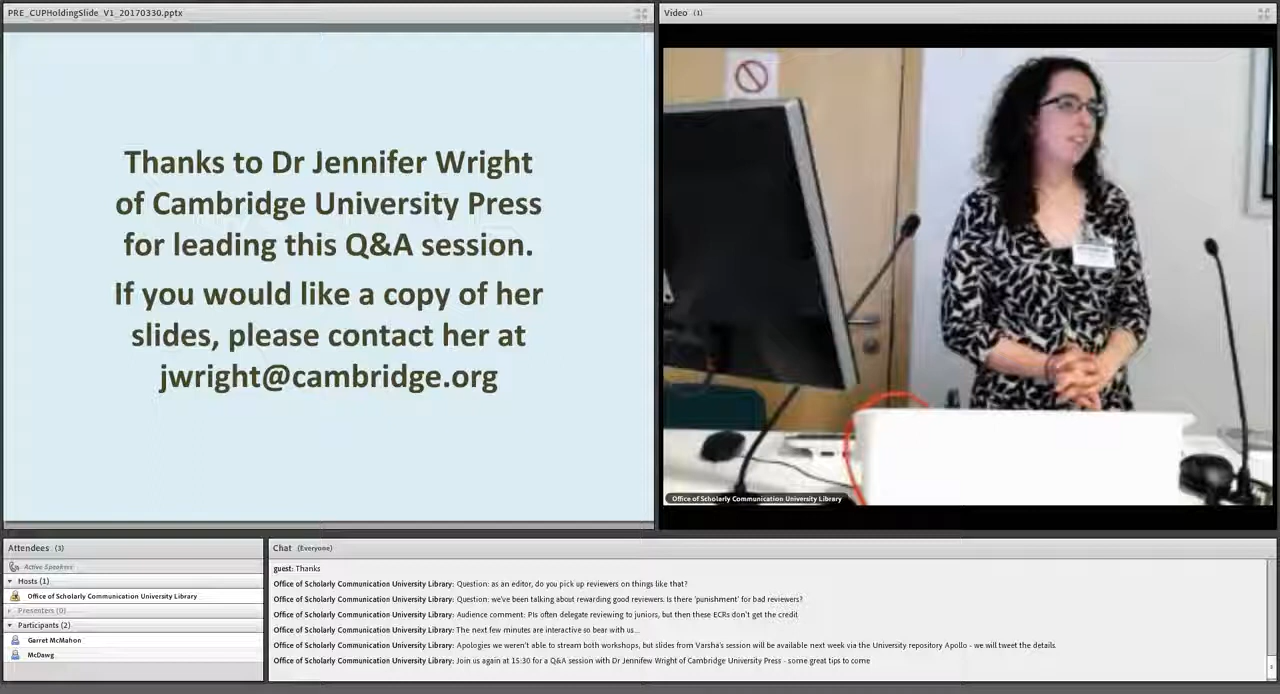 PRE_CUPHoldingSlide_V1_20170330.pptx
Thanks to Dr Jennifer Wright
of Cambridge University Press
for leading this Q&A session.
If you would like a copy of her
slides, please contact her at
jwright@cambridge.org
Video (1)
Office of Scholarly Communication University Library
Attendees (3)
Active Speakers
Hosts (1)
Office of Scholarly Communication University Library
Presenters (0)
Participants (2)
Garret McMahon
McDawg
Chat (Everyone)
guest: Thanks
Office of Scholarly Communication University Library: Question: as an editor, do you pick up reviewers on things like that?
Office of Scholarly Communication University Library: Question: we've been talking about rewarding good reviewers. Is there 'punishment' for bad reviewers?
Office of Scholarly Communication University Library: Audience comment: PIs often delegate reviewing to juniors, but then these ECRs don't get the credit
Office of Scholarly Communication University Library: The next few minutes are interactive so bear with us...
Office of Scholarly Communication University Library: Apologies we weren't able to stream both workshops, but slides from Varsha's session will be available next week via the University repository Apollo - we will tweet the details.
Office of Scholarly Communication University Library: Join us again at 15:30 for a Q&A session with Dr Jennifew Wright of Cambridge University Press - some great tips to come